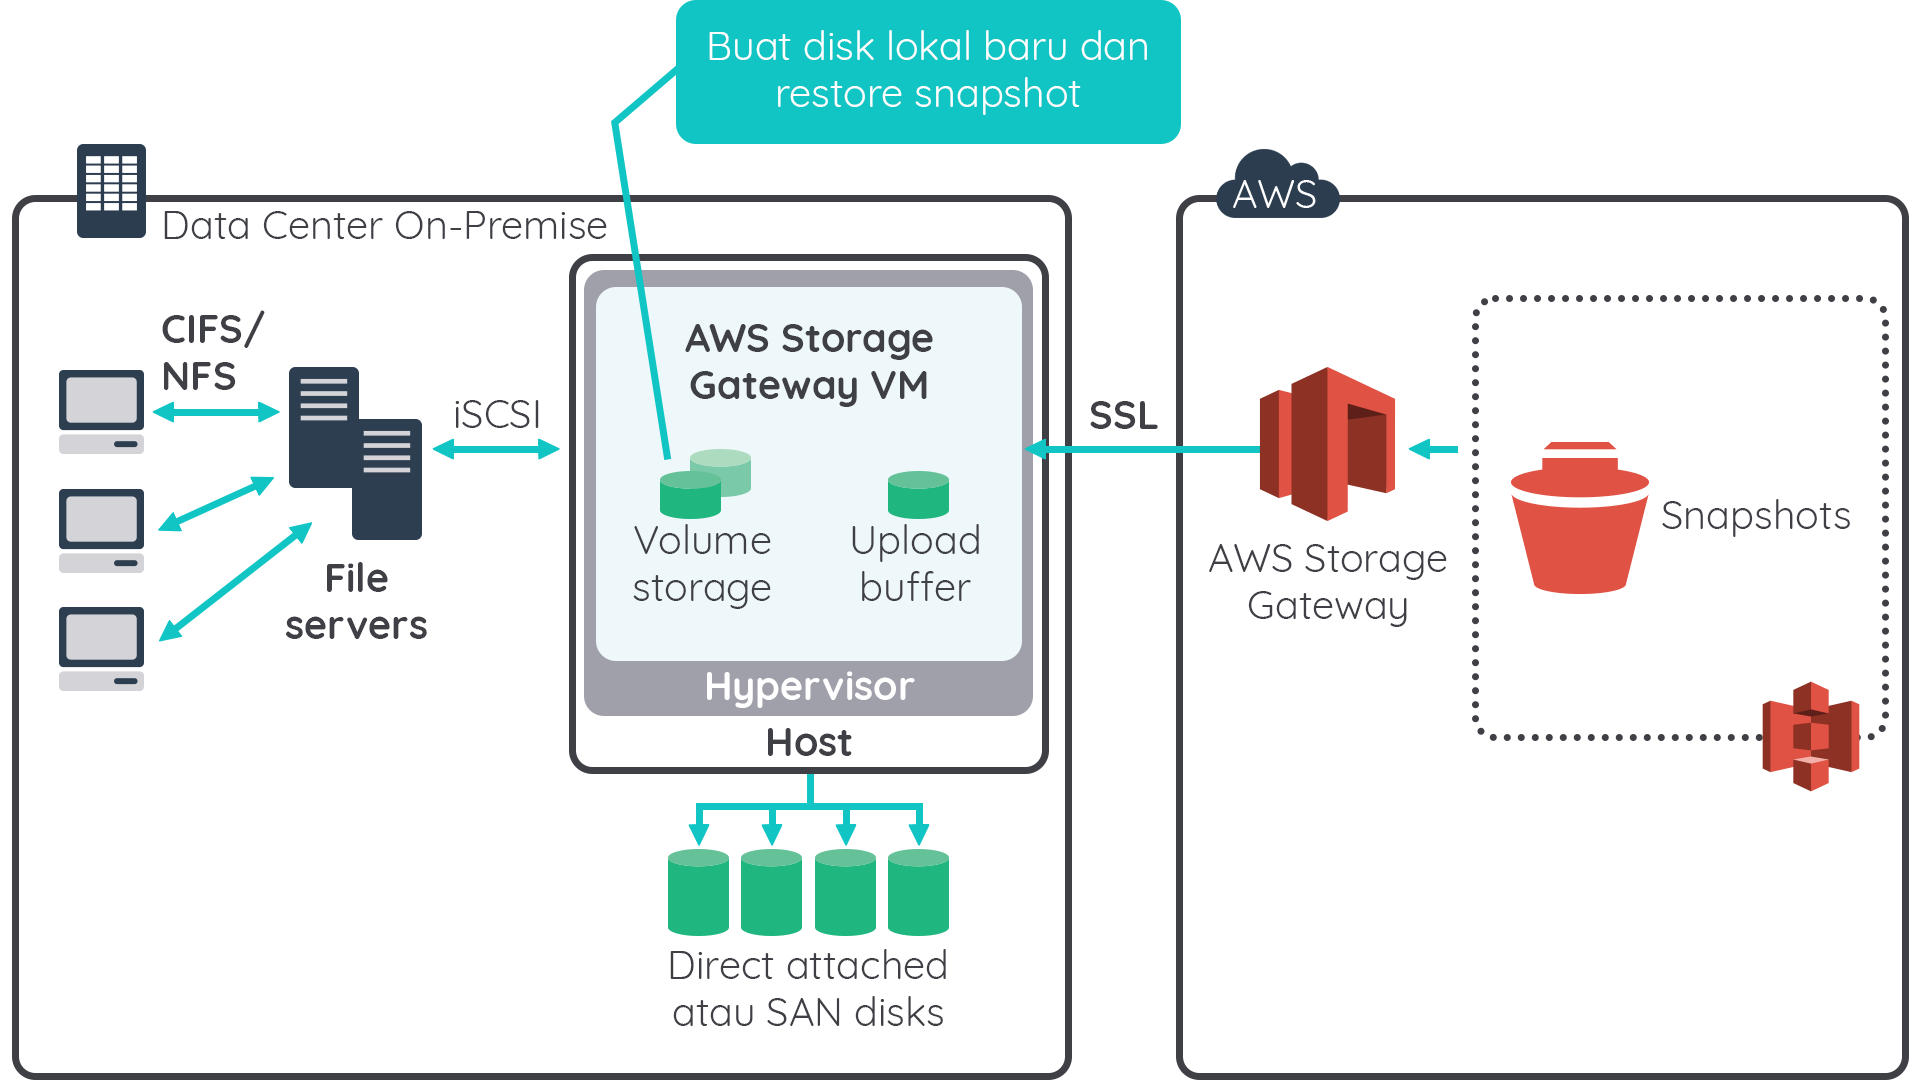 Buat disk lokal baru dan
restore snapshot
Data Center On-Premise
AWS
CIFS/
NFS
iSCSI
File
servers
AWS Storage
Gateway VM
Volume
storage
Upload
buffer
Hypervisor
Host
Direct attached
atau SAN disks
SSL
AWS Storage
Gateway
Snapshots